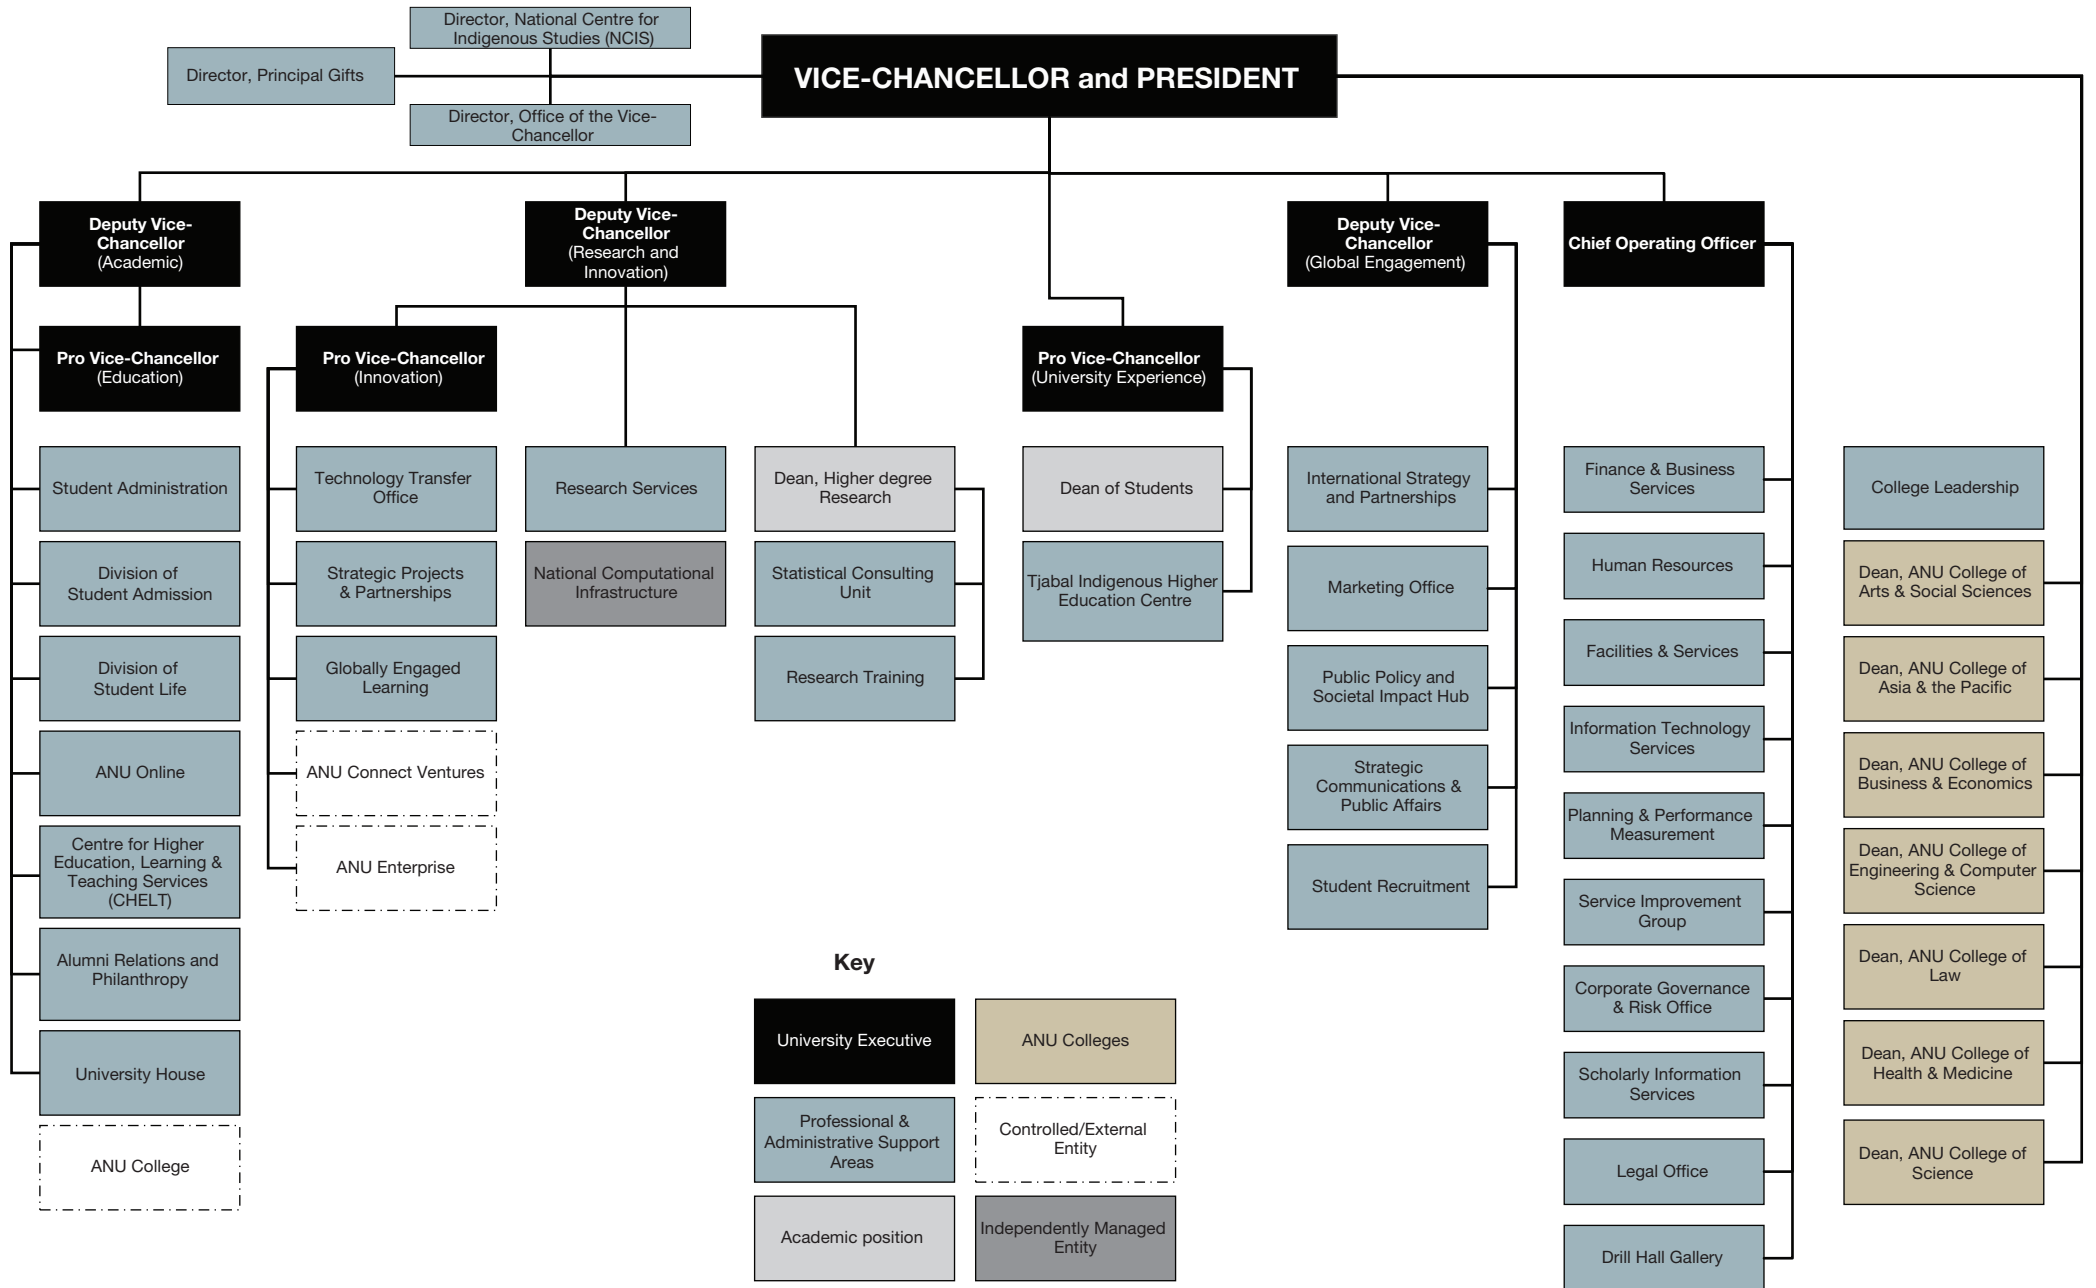 Director, National Centre for
Indigenous Studies (NCIS)
Director, Principal Gifts
VICE-CHANCELLOR and PRESIDENT
Director, Office of the Vice-
Chancellor
Deputy Vice-
Chancellor
(Academic)
Deputy Vice-
Chancellor
(Research and
Innovation)
Deputy Vice-
Chancellor
(Global Engagement)
Chief Operating Officer
Pro Vice-Chancellor
(Education)
Pro Vice-Chancellor
(Innovation)
Pro Vice-Chancellor
(University Experience)
Student Administration
Division of
Student Admission
Division of
Student Life
ANU Online
Centre for Higher
Education, Learning &
Teaching Services
(CHELT)
Alumni Relations and
Philanthropy
University House
ANU College
Technology Transfer
Office
Strategic Projects
& Partnerships
Globally Engaged
Learning
ANU Connect Ventures
ANU Enterprise
Research Services
National Computational
Infrastructure
Dean, Higher degree
Research
Statistical Consulting
Unit
Research Training
Dean of Students
Tjabal Indigenous Higher
Education Centre
International Strategy
and Partnerships
Marketing Office
Public Policy and
Societal Impact Hub
Strategic
Communications &
Public Affairs
Student Recruitment
Finance & Business
Services
Human Resources
Facilities & Services
Information Technology
Services
Planning & Performance
Measurement
Service Improvement
Group
Corporate Governance
& Risk Office
Scholarly Information
Services
Legal Office
Drill Hall Gallery
College Leadership
Dean, ANU College of
Arts & Social Sciences
Dean, ANU College of
Asia & the Pacific
Dean, ANU College of
Business & Economics
Dean, ANU College of
Engineering & Computer
Science
Dean, ANU College of
Law
Dean, ANU College of
Health & Medicine
Dean, ANU College of
Science
Key
University Executive
ANU Colleges
Professional &
Administrative Support
Areas
Controlled/External
Entity
Academic position
Independently Managed
Entity